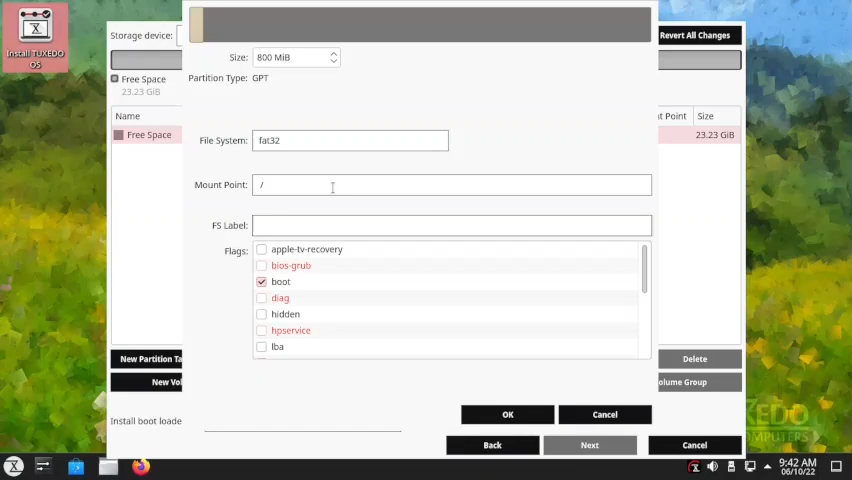 Install TUXEDO
OS
Storage device:
Revert All Changes
Free Space
23.23 GiB
Name
Point
Size
Free Space
23.23 GiB
Size:
800 MiB
Partition Type:
GPT
File System:
fat32
Mount Point:
/
FS Label:
Flags:
apple-tv-recovery
bios-grub
boot
diag
hidden
hpservice
lba
New Partition Ta
Delete
New Vol
olume Group
Install boot loade
OK
Cancel
Back
Next
Cancel
XEDO
OMPUTERS
9:42 AM
06/10/22